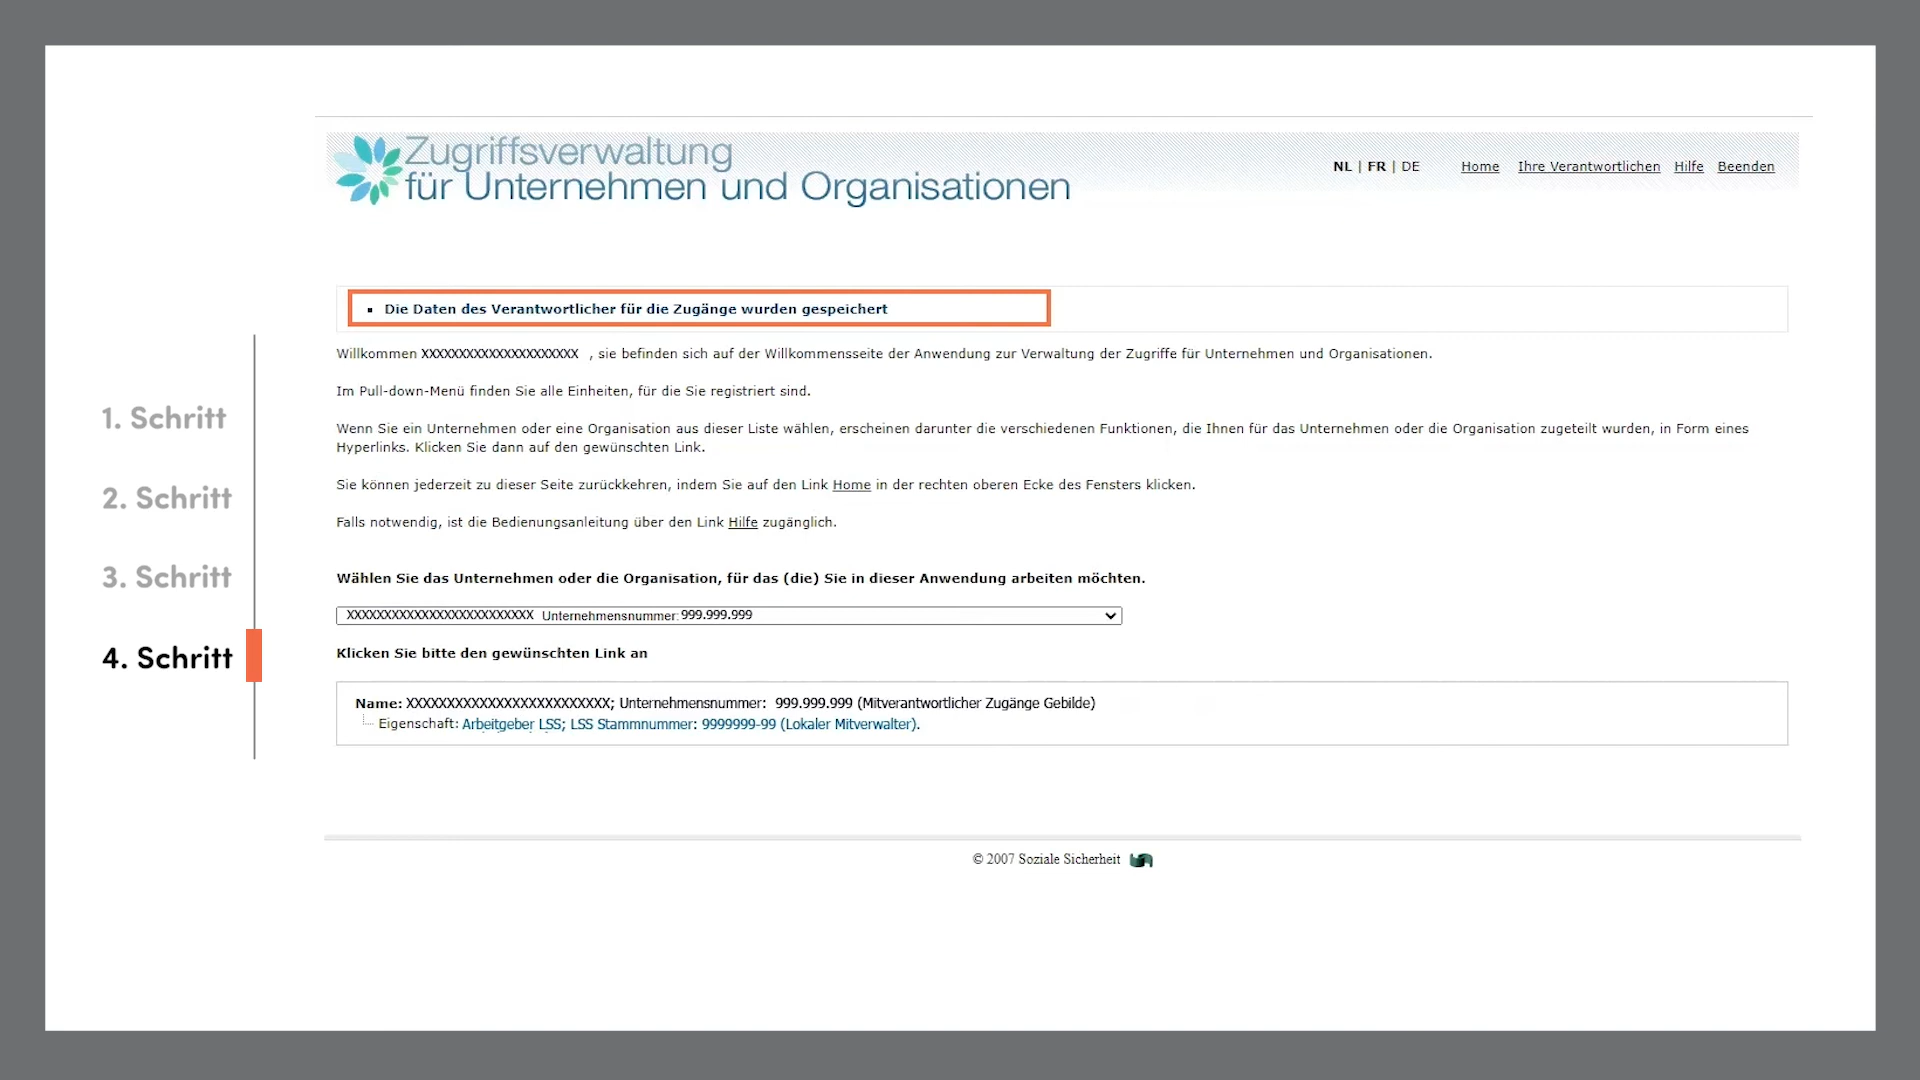 Zugriffsverwaltung
für Unternehmen und Organisationen
NL | FR | DE Home Ihre Verantwortlichen Hilfe Beenden
▪ Die Daten des Verantwortlicher für die Zugänge wurden gespeichert
Willkommen XXXXXXXXXXXXXXXXXXXXX , sie befinden sich auf der Willkommensseite der Anwendung zur Verwaltung der Zugriffe für Unternehmen und Organisationen.
Im Pull-down-Menü finden Sie alle Einheiten, für die Sie registriert sind.
Wenn Sie ein Unternehmen oder eine Organisation aus dieser Liste wählen, erscheinen darunter die verschiedenen Funktionen, die Ihnen für das Unternehmen oder die Organisation zugeteilt wurden, in Form eines
Hyperlinks. Klicken Sie dann auf den gewünschten Link.
Sie können jederzeit zu dieser Seite zurückkehren, indem Sie auf den Link Home in der rechten oberen Ecke des Fensters klicken.
Falls notwendig, ist die Bedienungsanleitung über den Link Hilfe zugänglich.
Wählen Sie das Unternehmen oder die Organisation, für das (die) Sie in dieser Anwendung arbeiten möchten.
XXXXXXXXXXXXXXXXXXXXXXXXX Unternehmensnummer: 999.999.999
Klicken Sie bitte den gewünschten Link an
Name: XXXXXXXXXXXXXXXXXXXXXXXXX; Unternehmensnummer: 999.999.999 (Mitverantwortlicher Zugänge Gebilde)
Eigenschaft: Arbeitgeber LSS; LSS Stammnummer: 9999999-99 (Lokaler Mitverwalter).
© 2007 Soziale Sicherheit
1. Schritt
2. Schritt
3. Schritt
4. Schritt